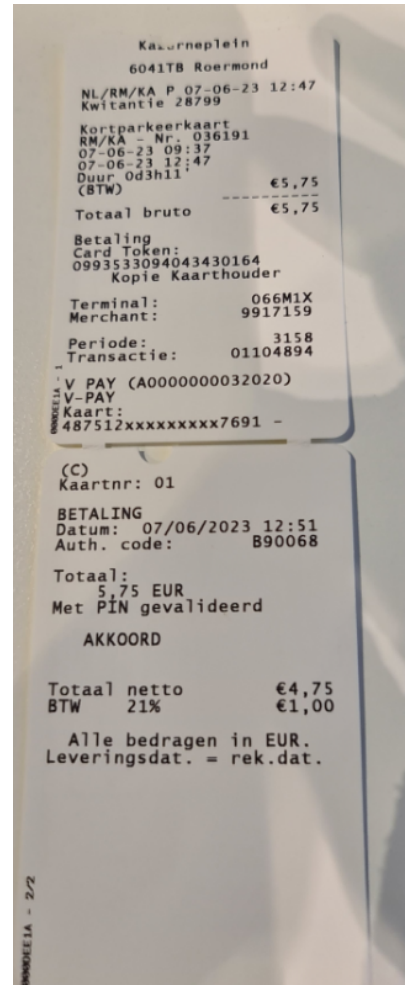 Kazerneplein
6041TB Roermond
NL/RM/KA P 07-06-23 12:47
Kwitantie 28799
Kortparkeerkaart
RM/KA - Nr. 036191
07-06-23 09:37
07-06-23 12:47
Duur 0d3h11'
(BTW) €5,75
Totaal bruto €5,75
Betaling
Card Token:
0993533094043430164
Kopie Kaarthouder
Terminal: 066M1X
Merchant: 9917159
Periode: 3158
Transactie: 01104894
V PAY (A0000000032020)
V-PAY
Kaart:
487512xxxxxxxxx7691 -
(C)
Kaartnr: 01
BETALING
Datum: 07/06/2023 12:51
Auth. code: B90068
Totaal:
5,75 EUR
Met PIN gevalideerd
AKKOORD
Totaal netto €4,75
BTW 21% €1,00
Alle bedragen in EUR.
Leveringsdat. = rek.dat.